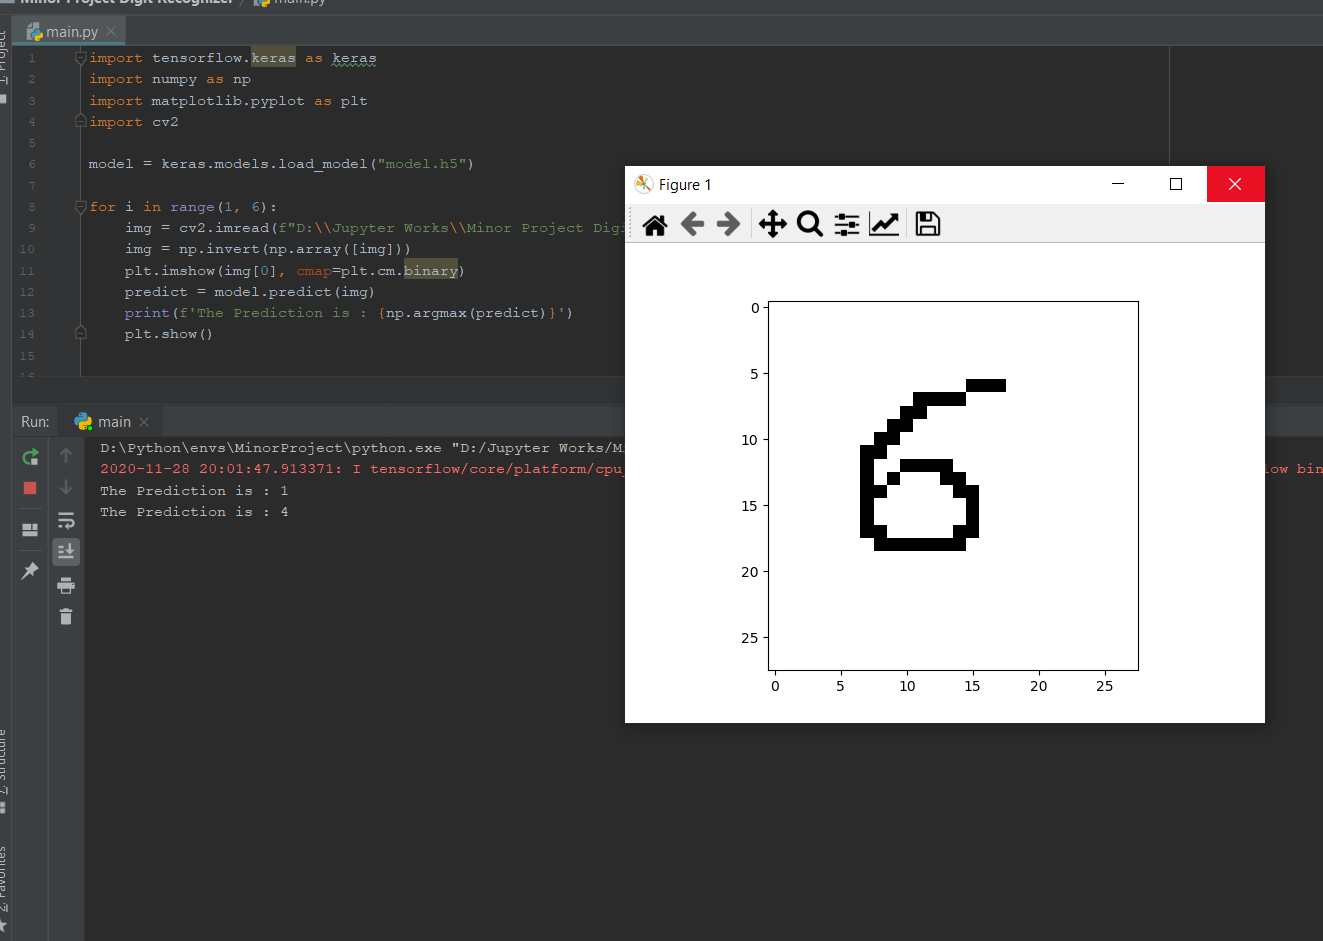 Minor Project Digit Recognizer / main.py
main.py
1: Project
1 import tensorflow.keras as keras
2 import numpy as np
3 import matplotlib.pyplot as plt
4 import cv2
5
6 model = keras.models.load_model("model.h5")
7
8 for i in range(1, 6):
9 img = cv2.imread(f"D:\\Jupyter Works\\Minor Project Digi
10 img = np.invert(np.array([img]))
11 plt.imshow(img[0], cmap=plt.cm.binary)
12 predict = model.predict(img)
13 print(f'The Prediction is : {np.argmax(predict)}')
14 plt.show()
15
16
Figure 1
0
5
10
15
20
25
0 5 10 15 20 25
6
Run: main
D:\Python\envs\MinorProject\python.exe "D:/Jupyter Works/Mi
2020-11-28 20:01:47.913371: I tensorflow/core/platform/cpu low bin
The Prediction is : 1
The Prediction is : 4
7: Structure
2: Favorites